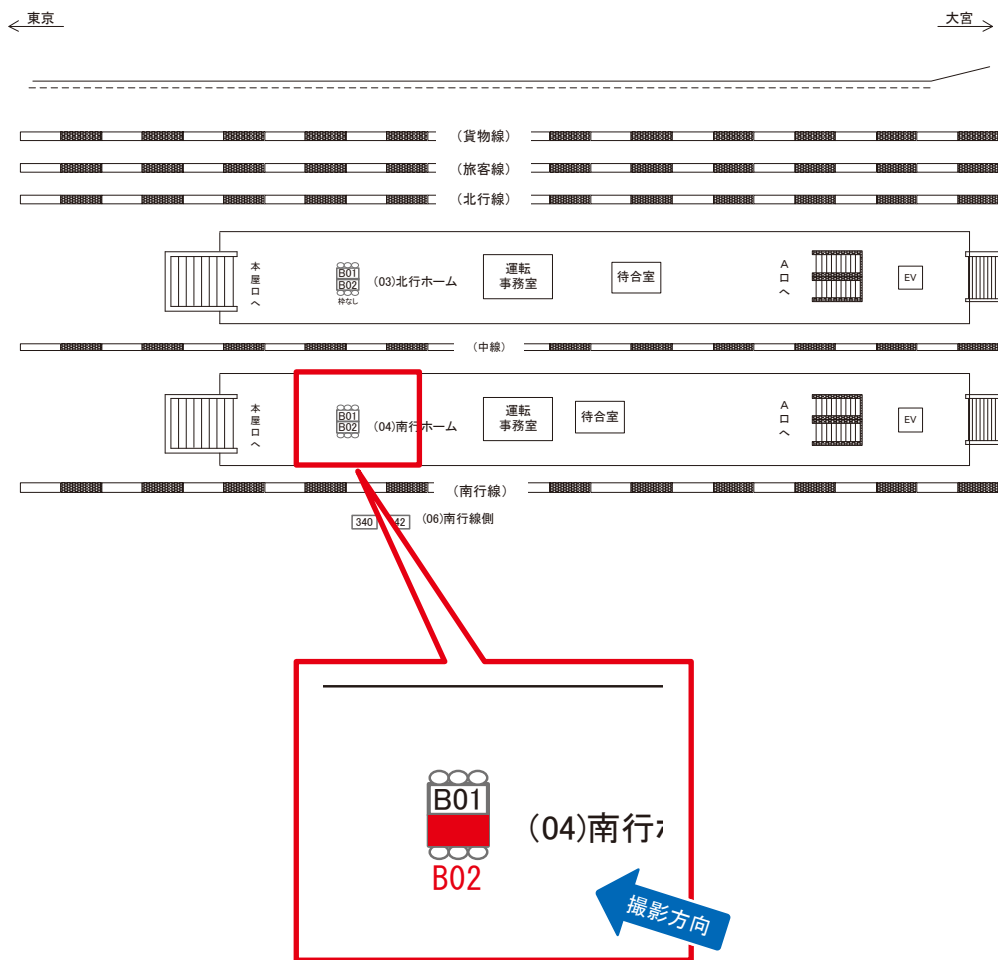 東京
大宮
(貨物線)
(旅客線)
(北行線)
本屋口へ
B01
B02
枠なし
(03)北行ホーム
運転
事務室
待合室
A口へ
EV
(中線)
本屋口へ
B01
B02
(04)南行ホーム
運転
事務室
待合室
A口へ
EV
(南行線)
340
42
(06)南行線側
B01
(04)南行
B02
撮影方向